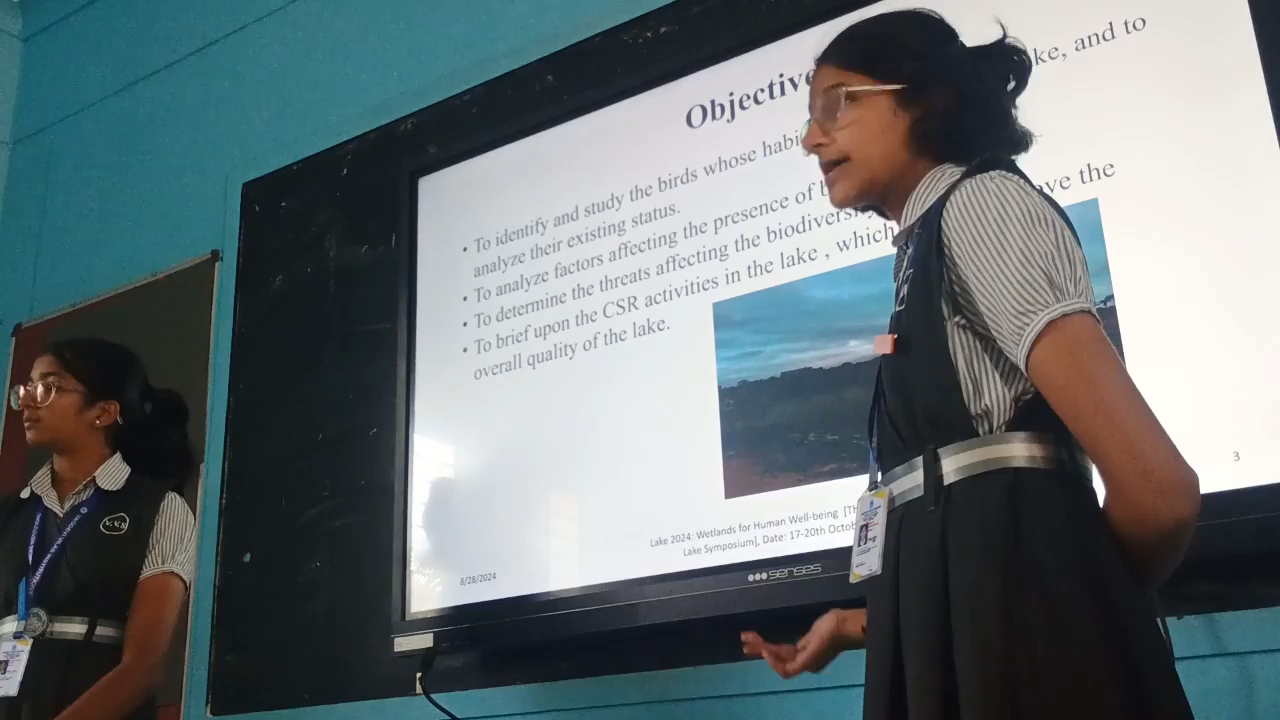 Objective
ke, and to
• To identify and study the birds whose habi
analyze their existing status.
• To analyze factors affecting the presence of b
• To determine the threats affecting the biodiversity
• To brief upon the CSR activities in the lake , which
ove the
overall quality of the lake.
3
Lake 2024: Wetlands for Human Well-being [Th
Lake Symposium], Date: 17-20th Octob
8/28/2024
senses